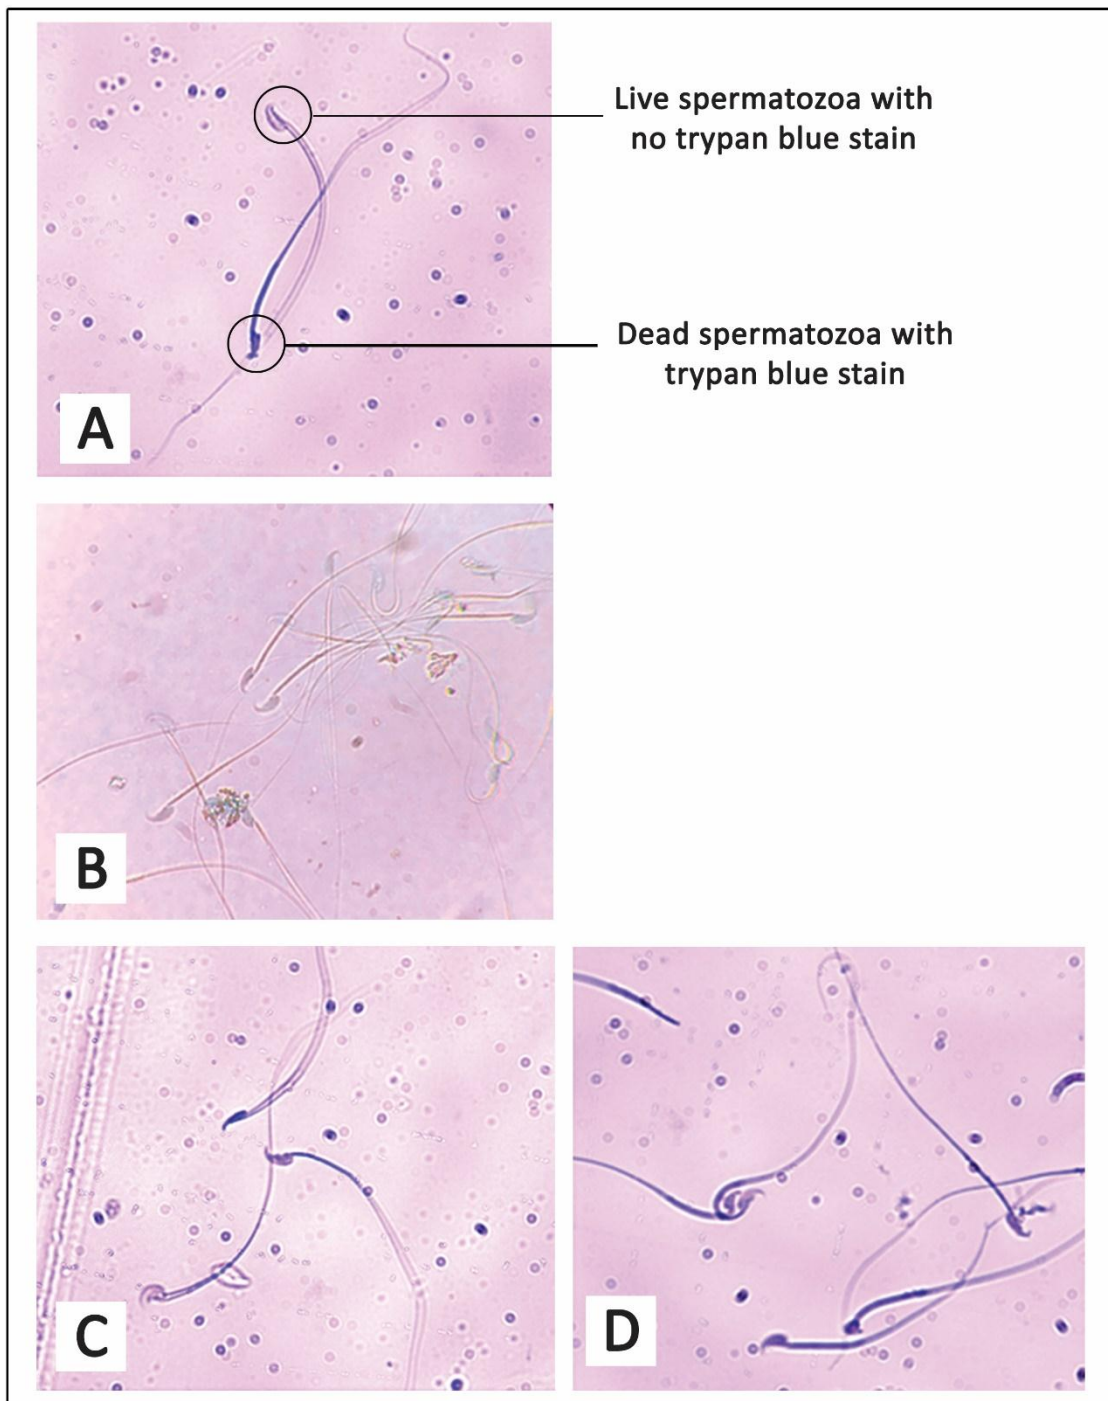 Live spermatozoa with
no trypan blue stain
Dead spermatozoa with
trypan blue stain
A
B
C
D